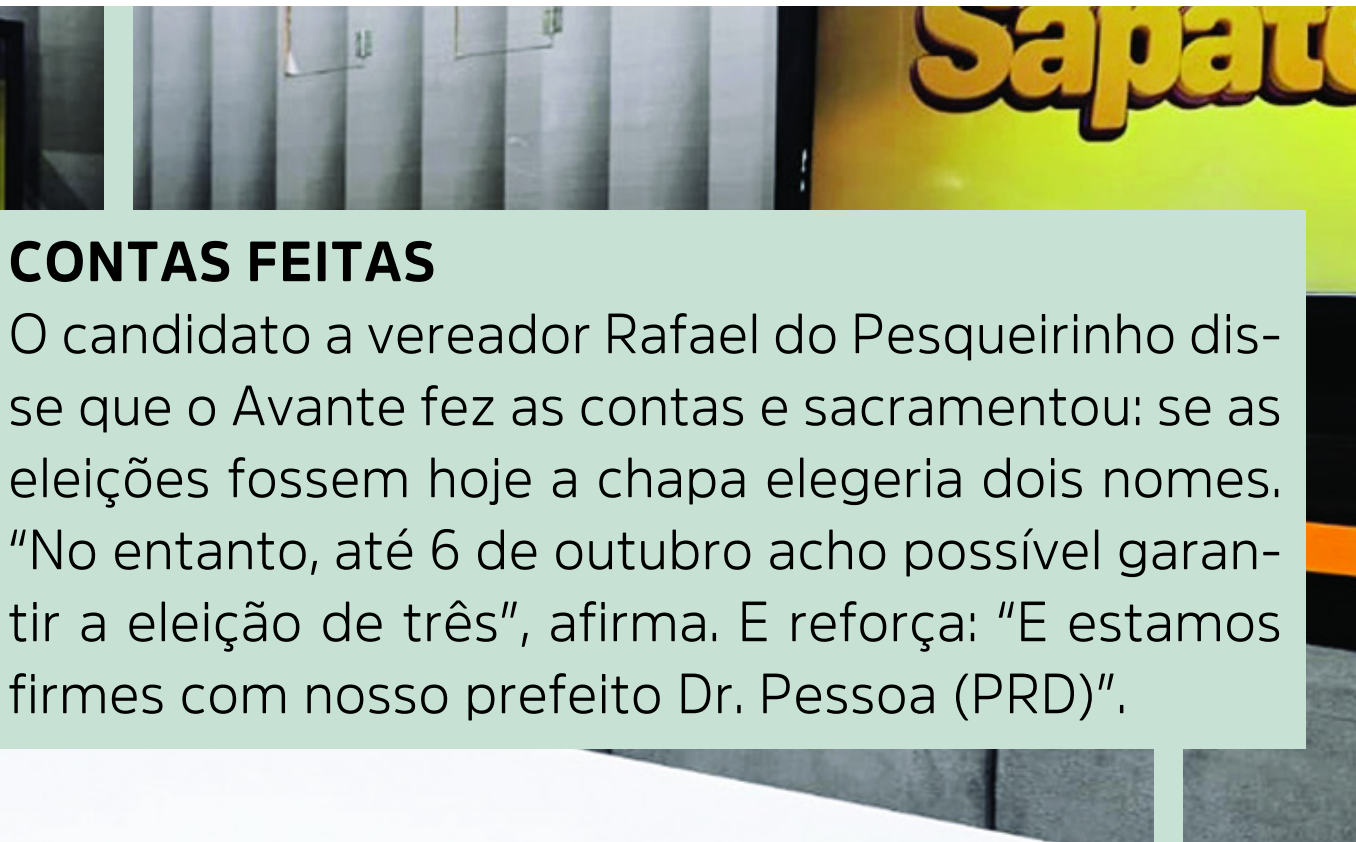 Sapat
CONTAS FEITAS
O candidato a vereador Rafael do Pesqueirinho dis-
se que o Avante fez as contas e sacramentou: se as
eleições fossem hoje a chapa elegeria dois nomes.
“No entanto, até 6 de outubro acho possível garan-
tir a eleição de três”, afirma. E reforça: “E estamos
firmes com nosso prefeito Dr. Pessoa (PRD)”.